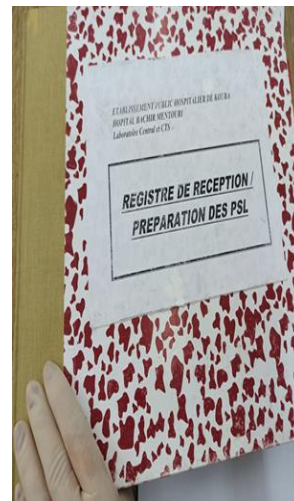 ETABLISSEMENT PUBLIC HOSPITALIER DE KOUBA
HOPITAL BACHIR MENTOURI
Laboratoire Central et CTS
REGISTRE DE RECEPTION /
PREPARATION DES PSL